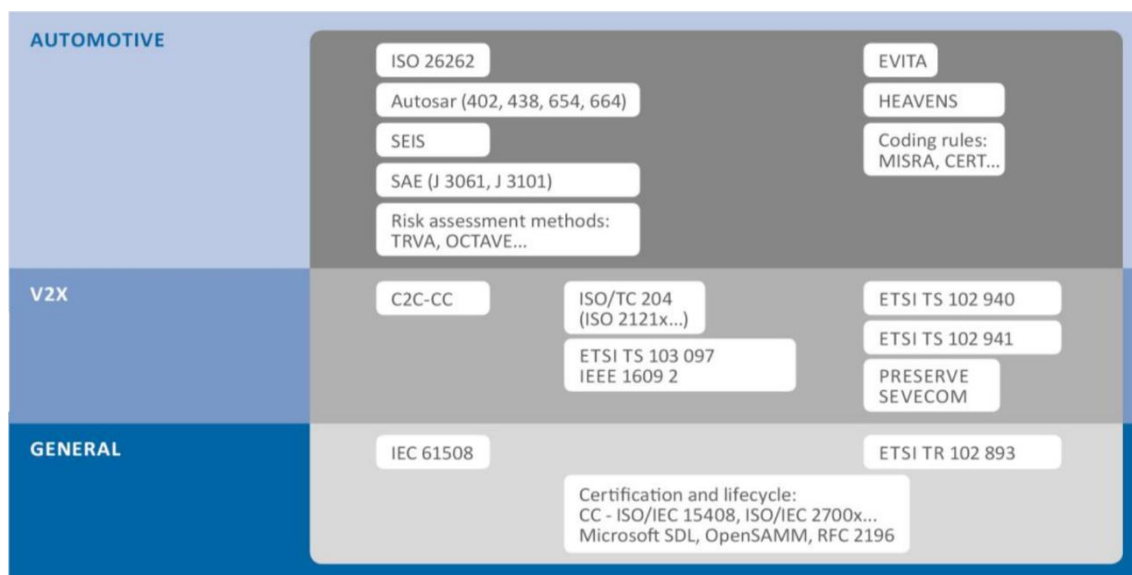 AUTOMOTIVE
ISO 26262
EVITA
Autosar (402, 438, 654, 664)
HEAVENS
SEIS
Coding rules:
MISRA, CERT...
SAE (J 3061, J 3101)
Risk assessment methods:
TRVA, OCTAVE...
V2X
C2C-CC
ISO/TC 204
(ISO 2121x...)
ETSI TS 102 940
ETSI TS 102 941
ETSI TS 103 097
IEEE 1609 2
PRESERVE
SEVECOM
GENERAL
IEC 61508
ETSI TR 102 893
Certification and lifecycle:
CC - ISO/IEC 15408, ISO/IEC 2700x...
Microsoft SDL, OpenSAMM, RFC 2196